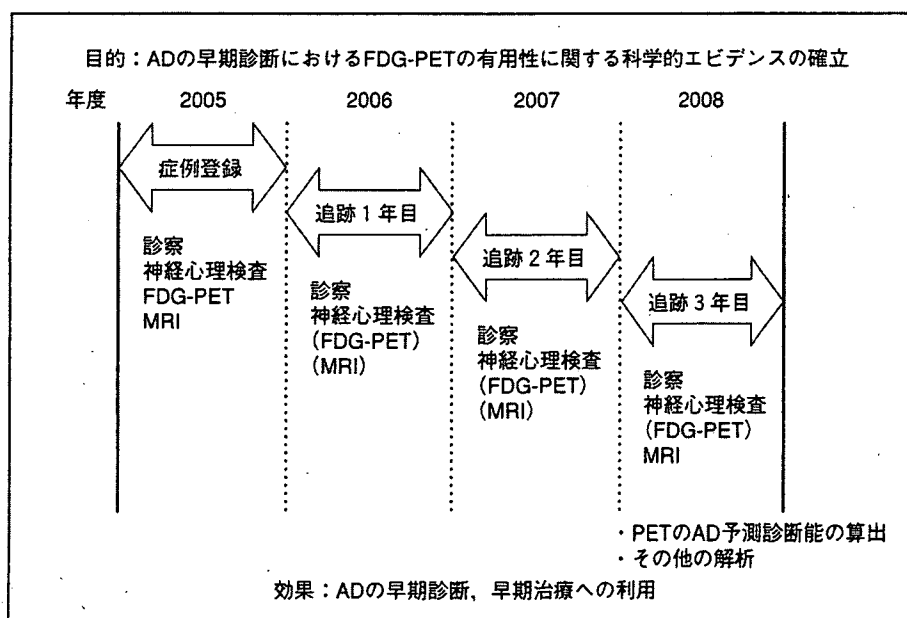 目的：ADの早期診断におけるFDG-PETの有用性に関する科学的エビデンスの確立
年度 2005 2006 2007 2008
症例登録
診察
神経心理検査
FDG-PET
MRI
追跡1年目
診察
神経心理検査
(FDG-PET)
(MRI)
追跡2年目
診察
神経心理検査
(FDG-PET)
(MRI)
追跡3年目
診察
神経心理検査
(FDG-PET)
MRI
・PETのAD予測診断能の算出
・その他の解析
効果：ADの早期診断，早期治療への利用